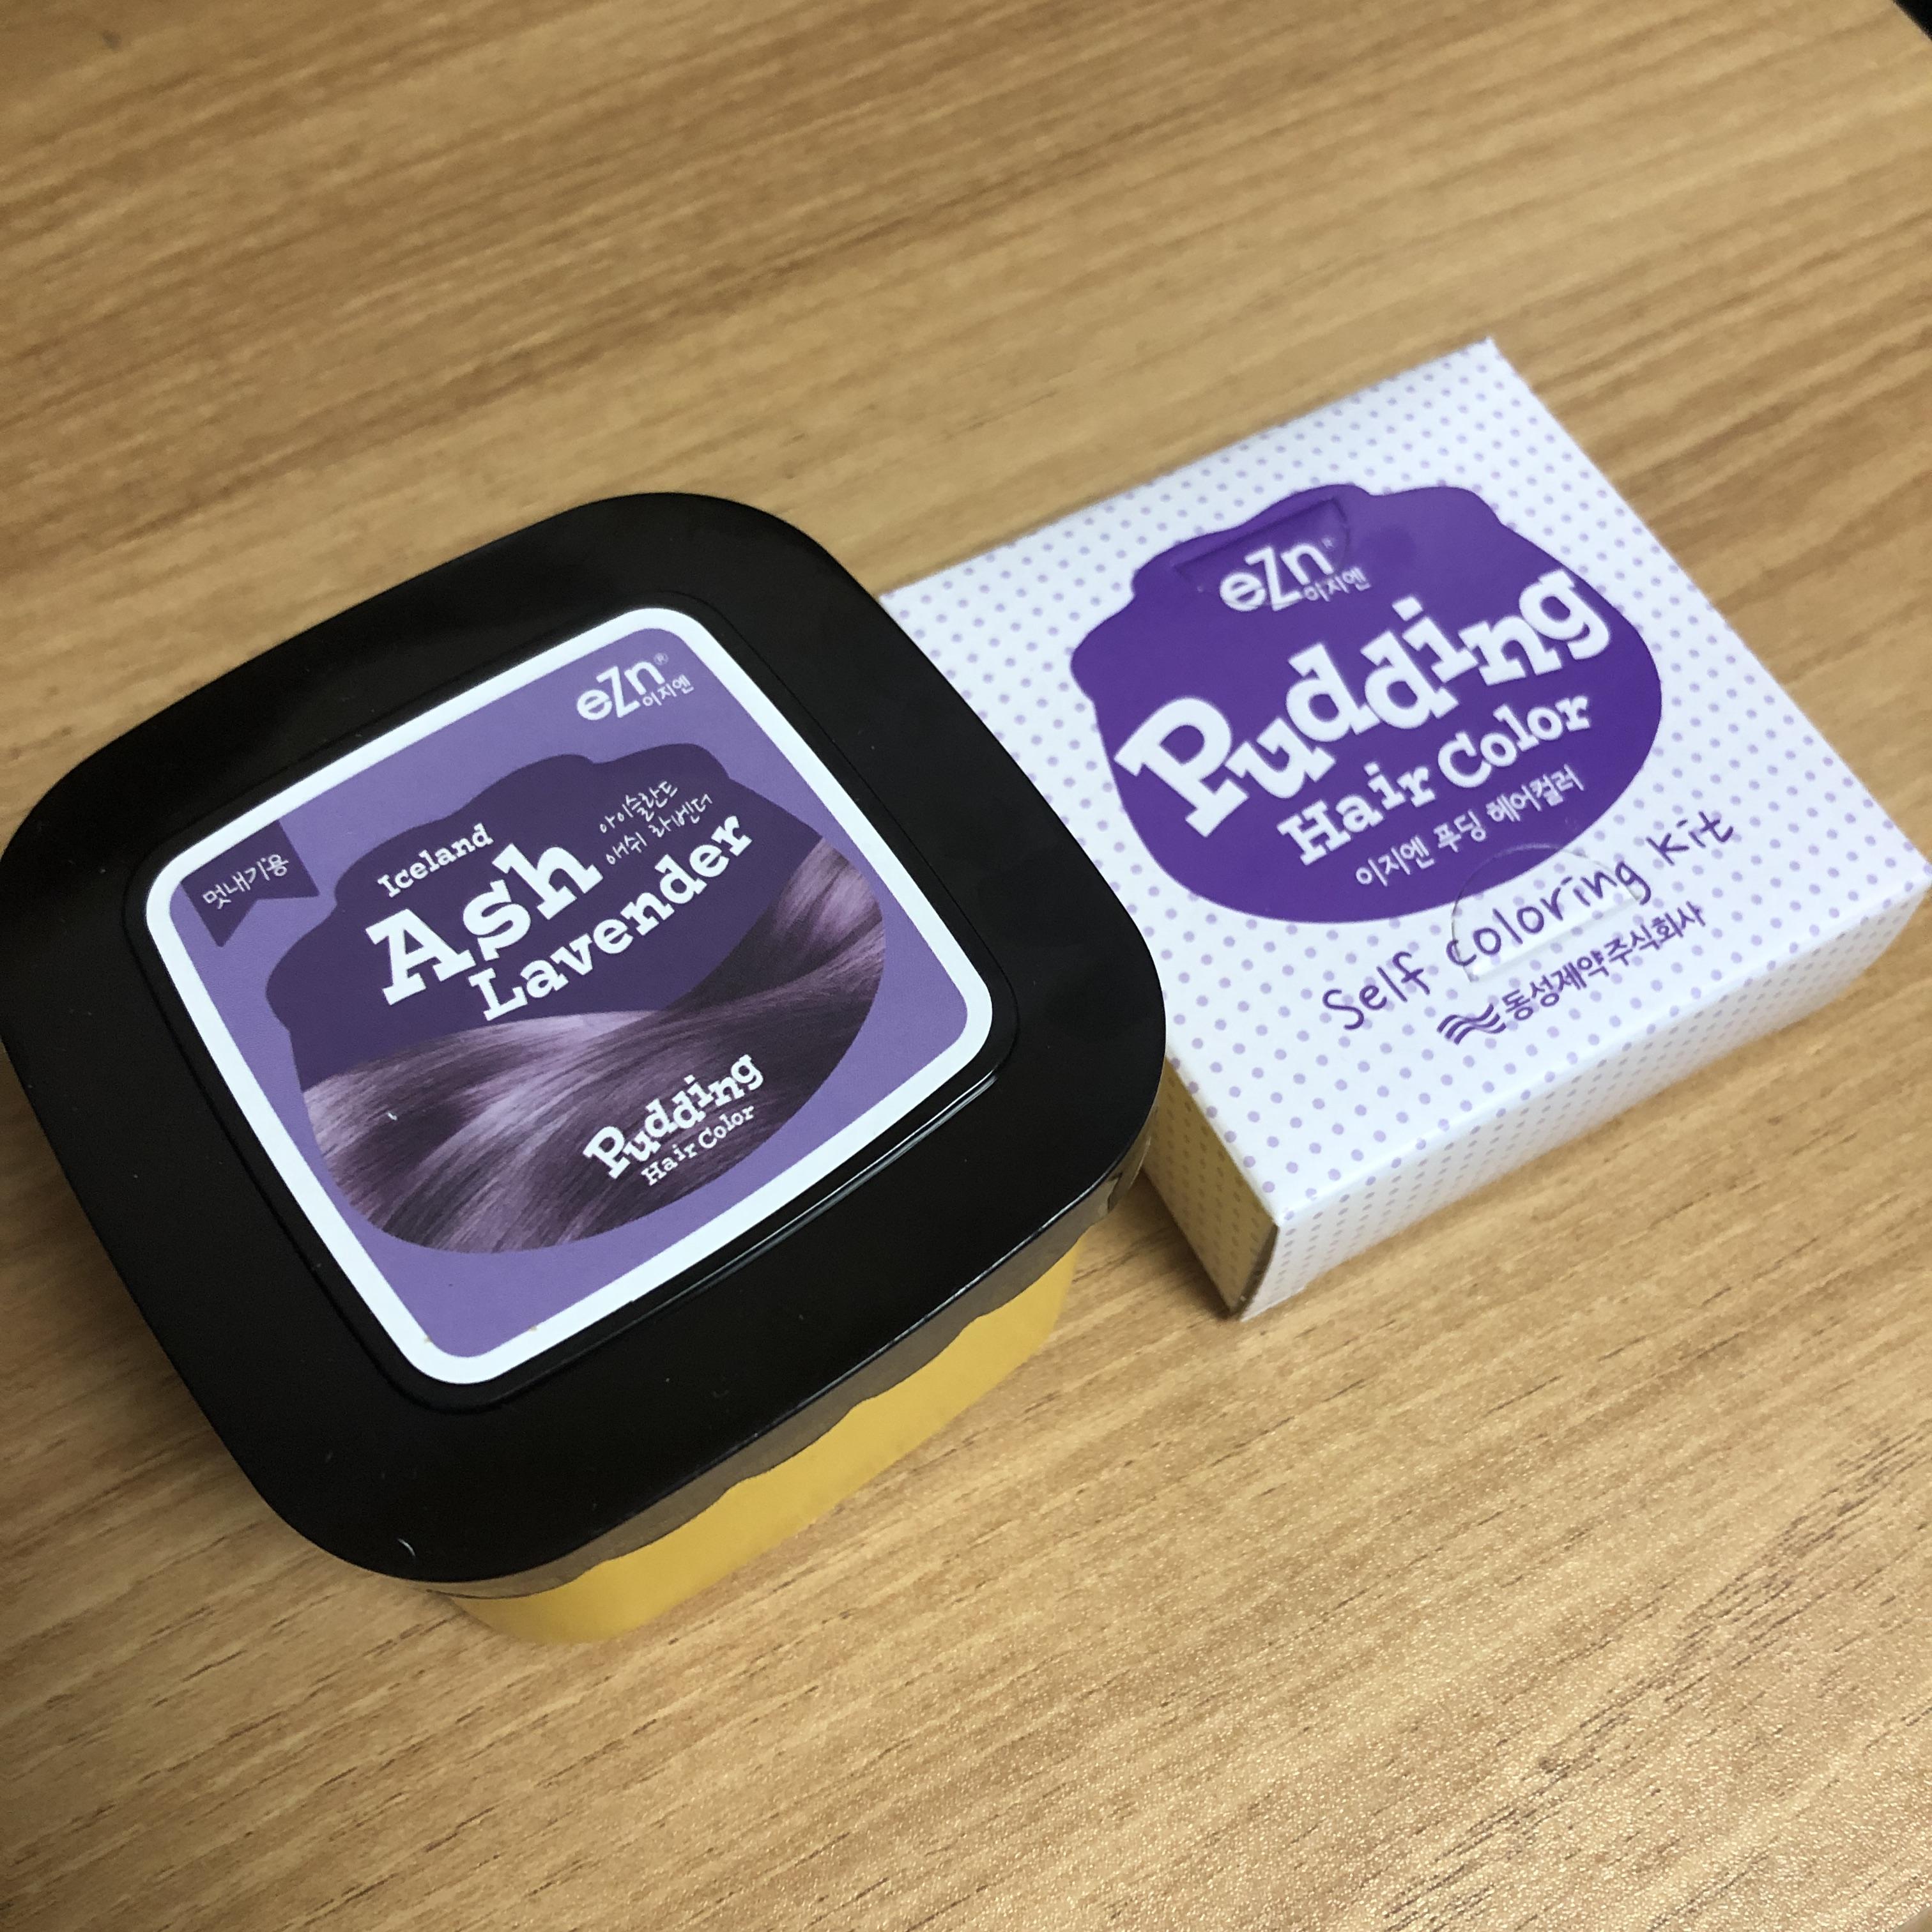 eZn®
이지엔
멋내기용
Iceland
아이슬란드
애쉬 라벤더
Ash
Lavender
Pudding
Hair Color
eZn®
이지엔
Pudding
Hair Color
이지엔 푸딩 헤어컬러
Self coloring kit
동성제약주식회사